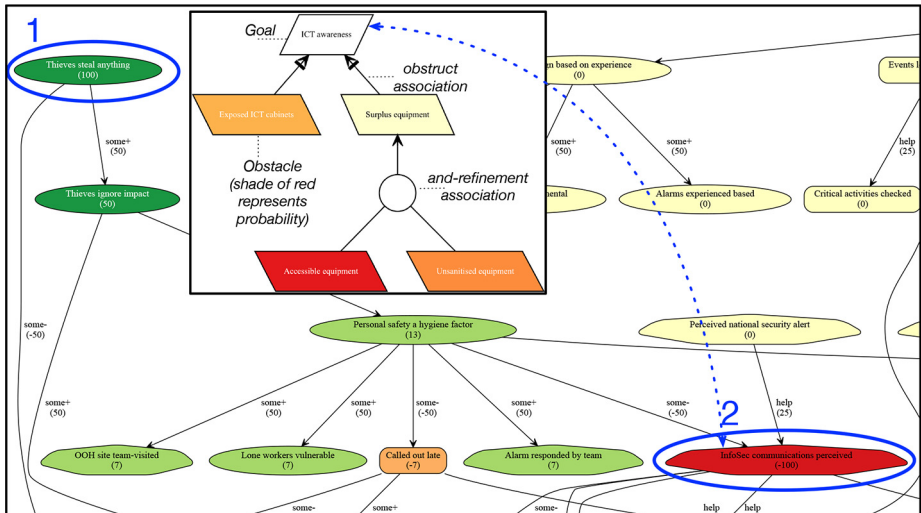 1
Thieves steal anything
(100)
Goal
ICT awareness
obstruct
association
Exposed ICT cabinets
Surplus equipment
Obstacle
(shade of red
represents
probability)
and-refinement
association
Accessible equipment
Unsanitised equipment
based on experience
(0)
Events
some+
(50)
some+
(50)
some+
(50)
help
(25)
Thieves ignore impact
(50)
Alarms experienced based
(0)
Critical activities checked
(0)
some-
(-50)
Personal safety a hygiene factor
(13)
Perceived national security alert
(0)
some+
(50)
some+
(50)
some+
(50)
some-
(-50)
some+
(50)
some-
(-50)
help
(25)
2
OOH site team-visited
(7)
Lone workers vulnerable
(7)
Called out late
(-7)
Alarm responded by team
(7)
InfoSec communications perceived
(-100)
some-
some+
some-
help
help